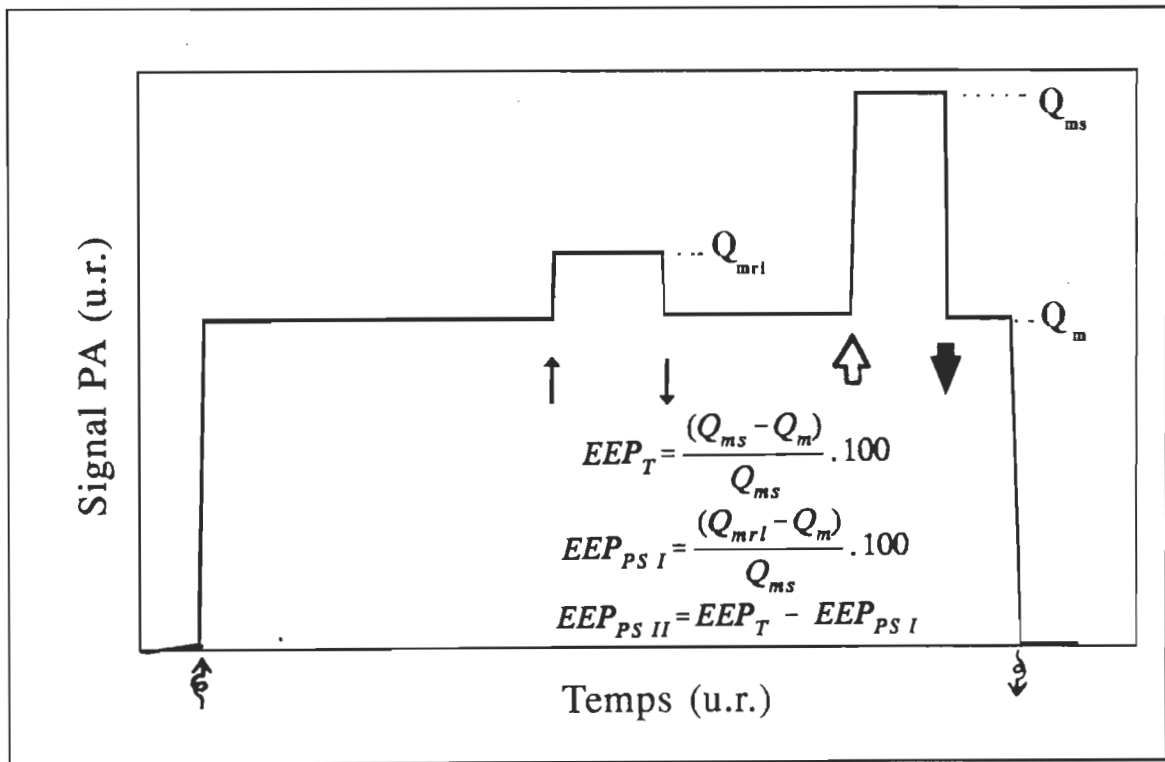 Q_ms
Q_mrl
Q_m
Signal PA (u.r.)
EEP_T = (Q_ms - Q_m) / Q_ms . 100
EEP_PS I = (Q_mrl - Q_m) / Q_ms . 100
EEP_PS II = EEP_T - EEP_PS I
Temps (u.r.)